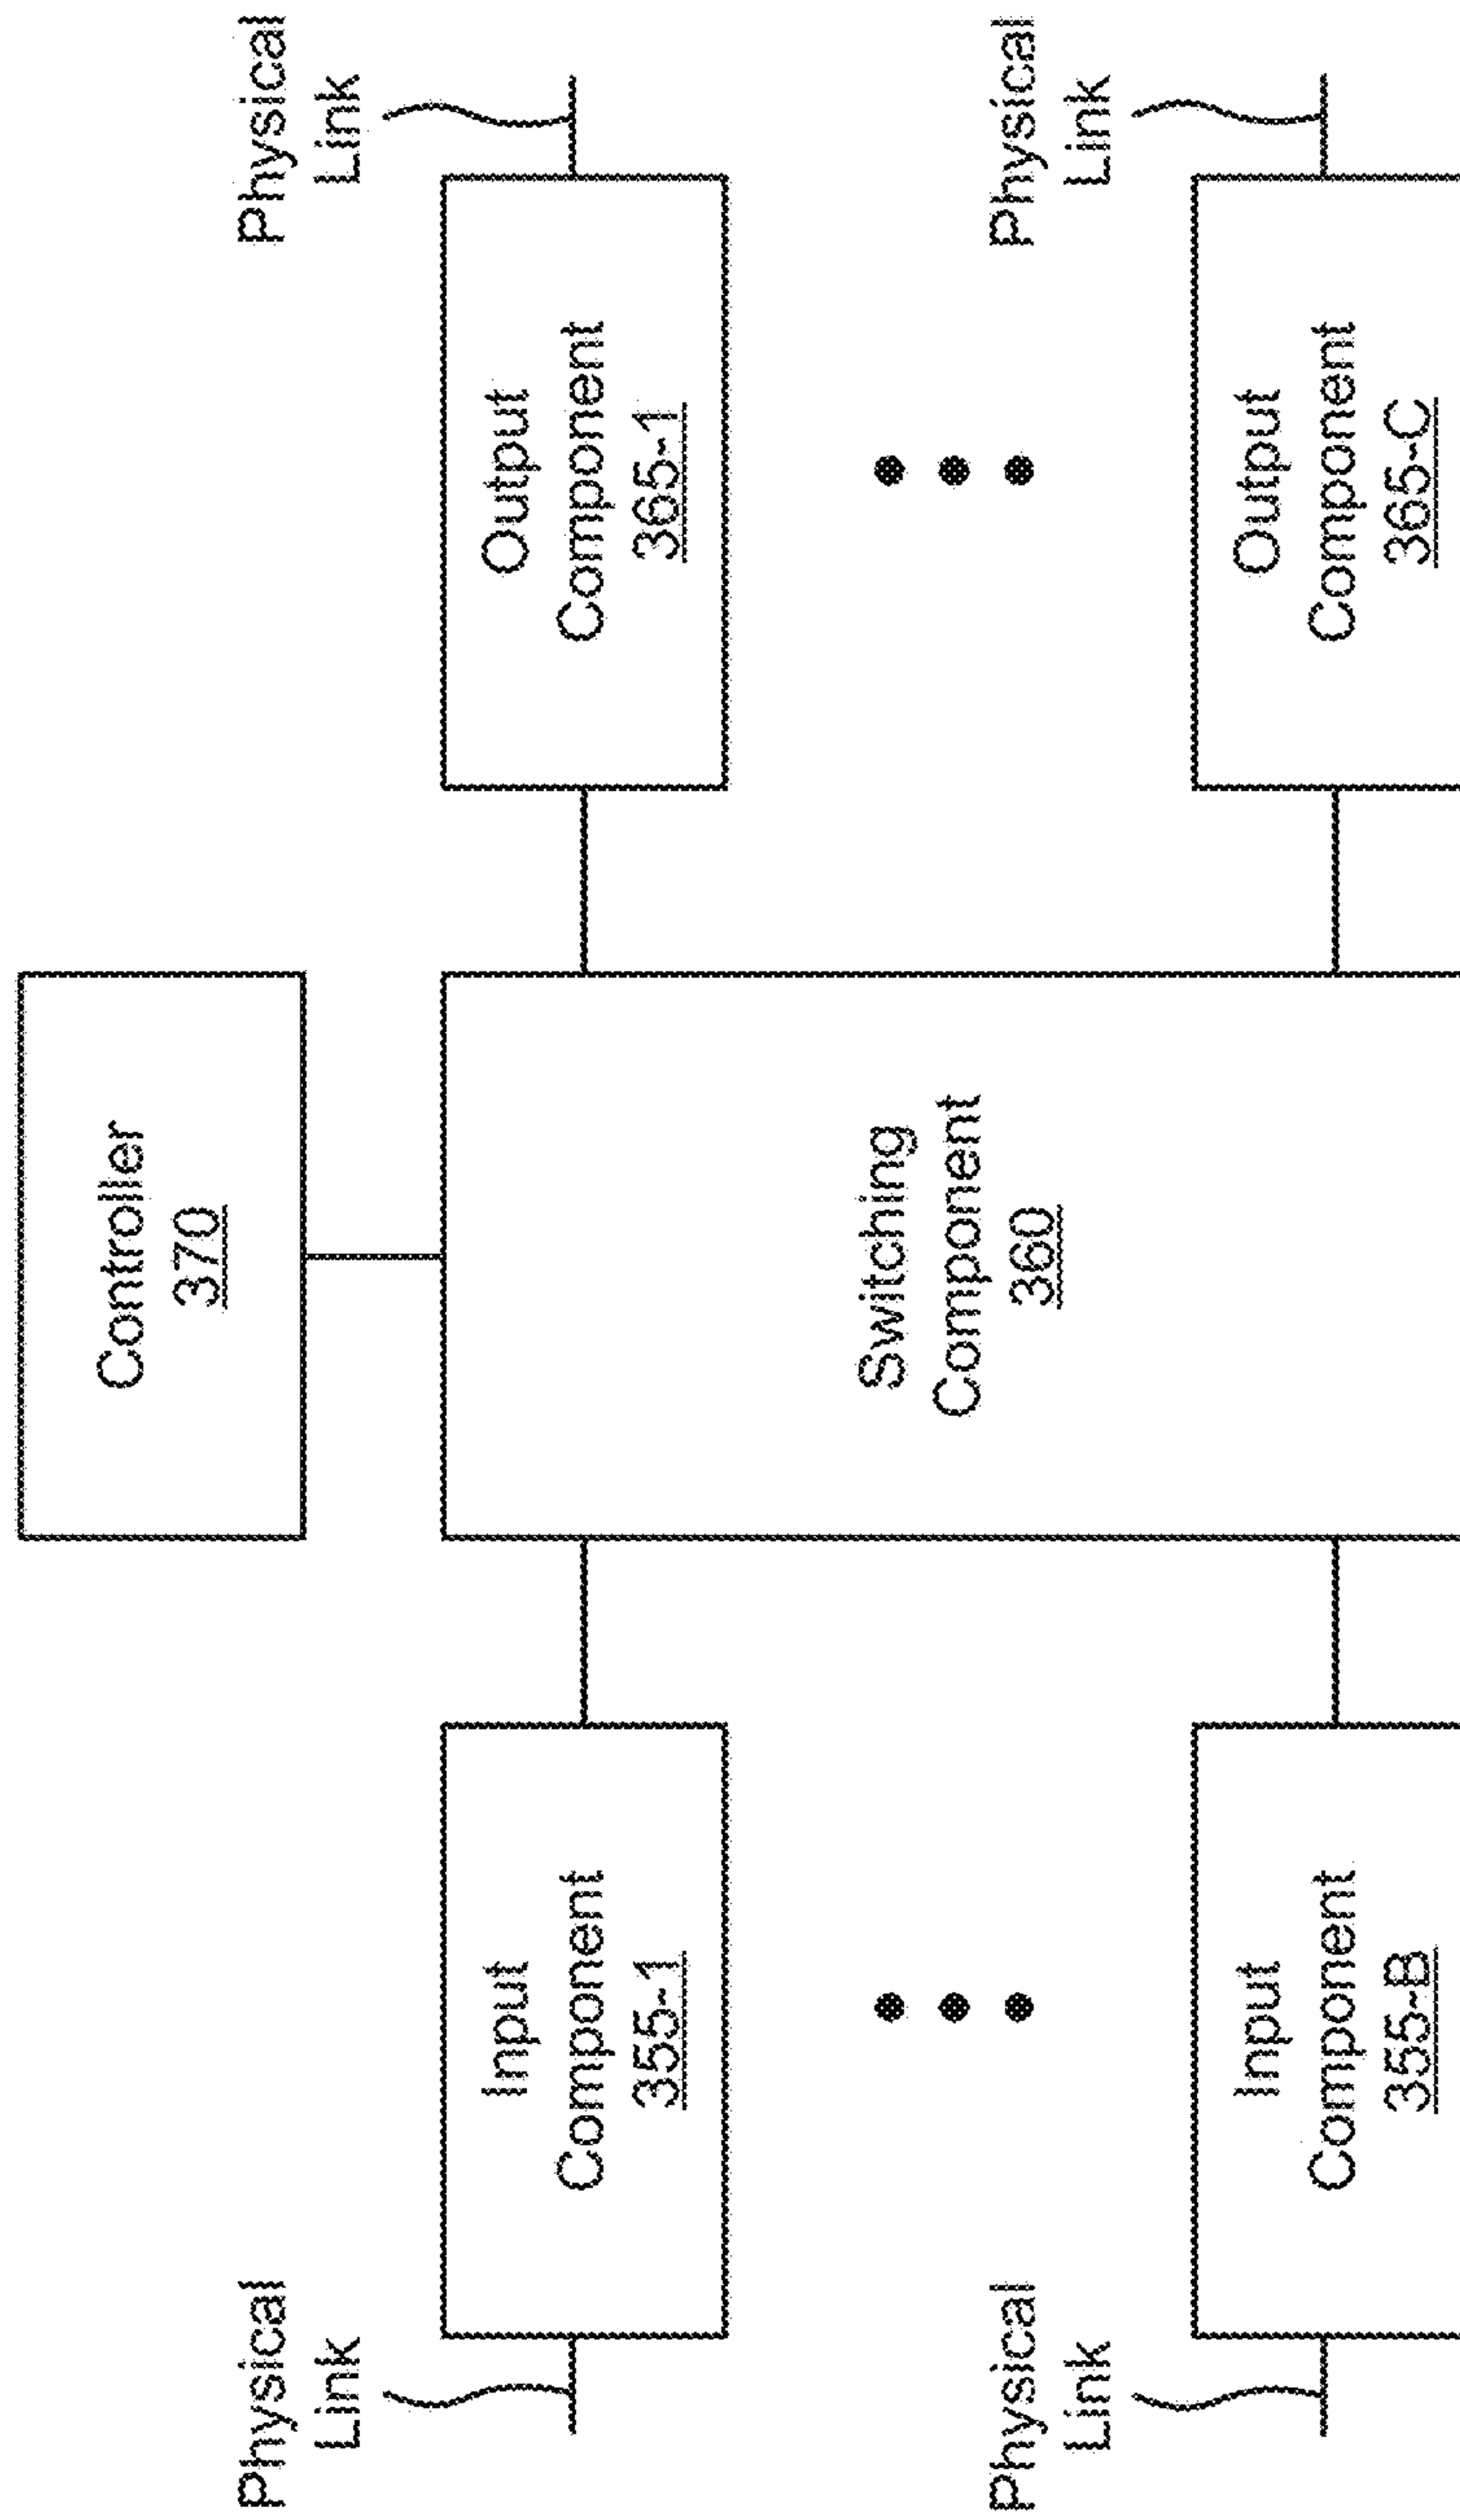 Controller
370
Physical
Link
Physical
Link
Input
Component
355-1
Switching
Component
360
Output
Component
365-1
Physical
Link
Physical
Link
Input
Component
355-B
Output
Component
365-C